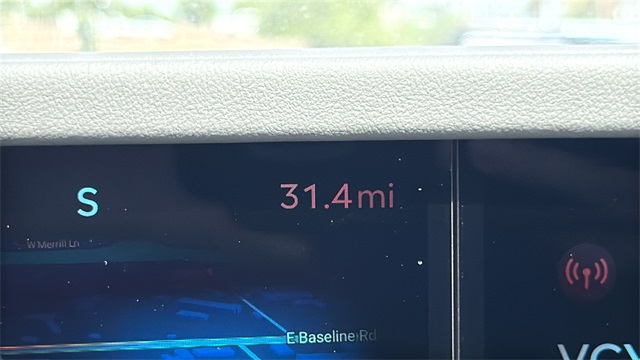 S
31.4mi
W Merrill Ln
E Baseline Rd